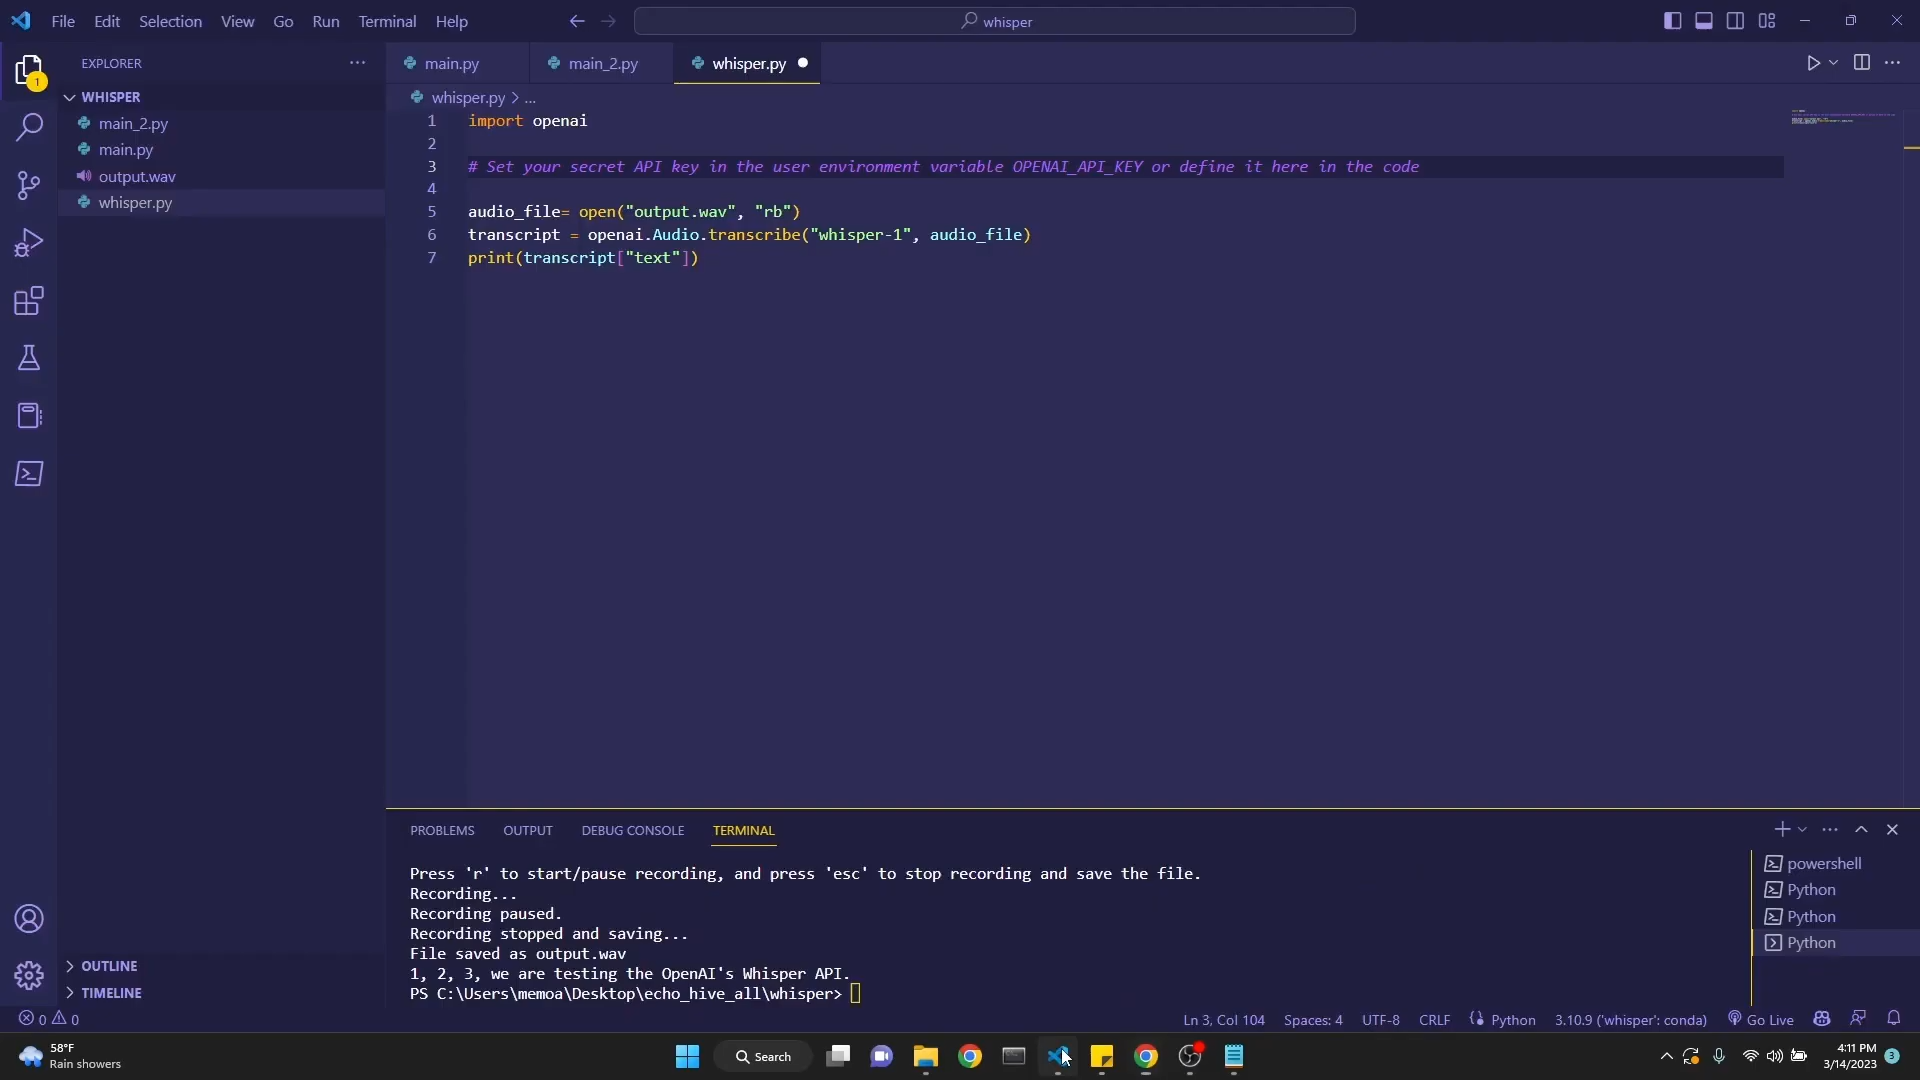 File Edit Selection View Go Run Terminal Help
whisper
EXPLORER
main.py
main_2.py
whisper.py
1
WHISPER
main_2.py
main.py
output.wav
whisper.py
OUTLINE
TIMELINE
whisper.py > ...
1 import openai
2
3 # Set your secret API key in the user environment variable OPENAI_API_KEY or define it here in the code
4
5 audio_file= open("output.wav", "rb")
6 transcript = openai.Audio.transcribe("whisper-1", audio_file)
7 print(transcript["text"])
PROBLEMS OUTPUT DEBUG CONSOLE TERMINAL
Press 'r' to start/pause recording, and press 'esc' to stop recording and save the file.
Recording...
Recording paused.
Recording stopped and saving...
File saved as output.wav
1, 2, 3, we are testing the OpenAI's Whisper API.
PS C:\Users\memoa\Desktop\echo_hive_all\whisper>
powershell
Python
Python
Python
0 0
Ln 3, Col 104 Spaces: 4 UTF-8 CRLF Python 3.10.9 ('whisper': conda) Go Live
58°F
Rain showers
Search
4:11 PM
3/14/2023
3